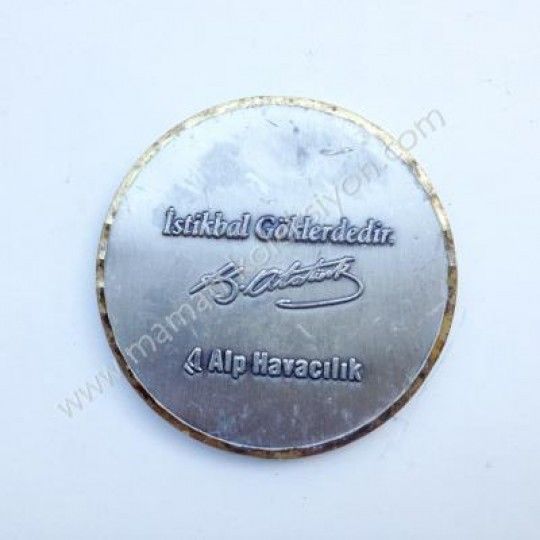 İstikbal Göklerdedir.
K. Atatürk
Alp Havacılık